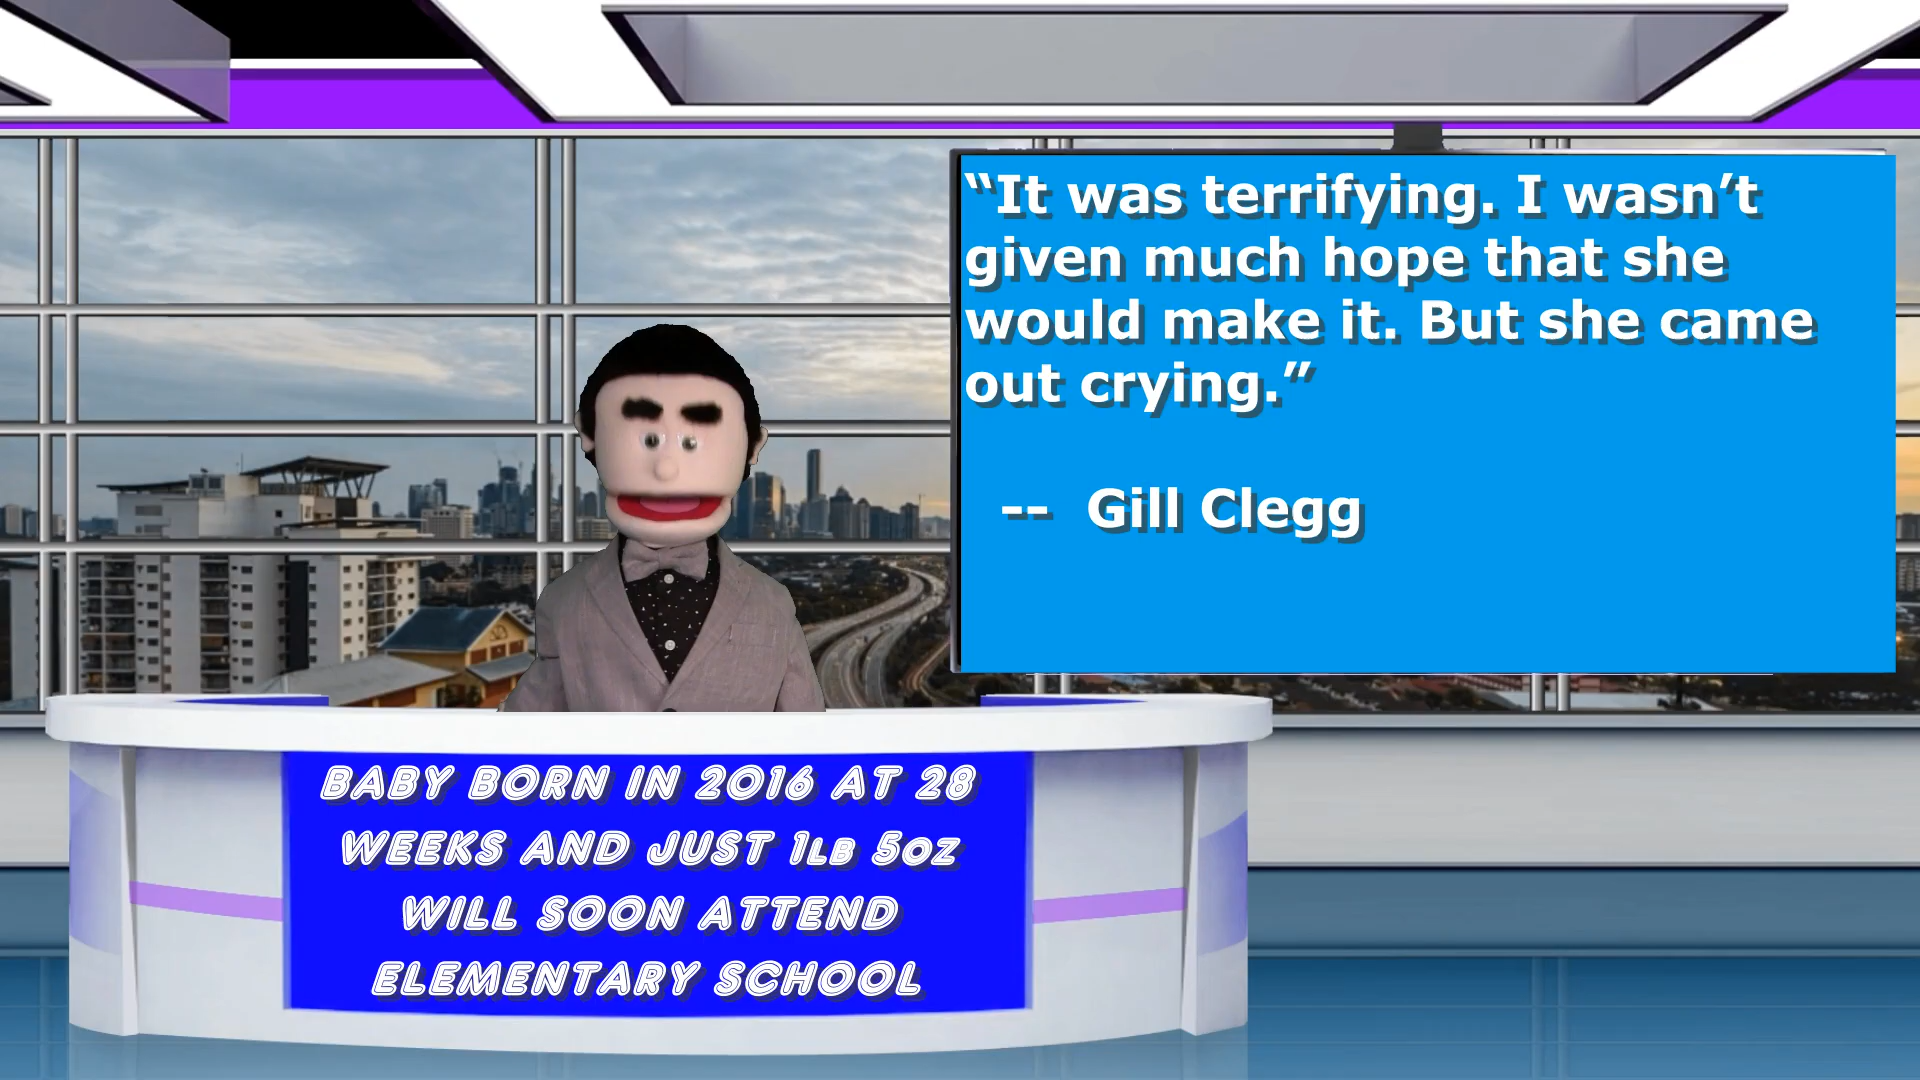 “It was terrifying. I wasn’t
given much hope that she
would make it. But she came
out crying.”
-- Gill Clegg
BABY BORN IN 2016 AT 28
WEEKS AND JUST 1LB 5OZ
WILL SOON ATTEND
ELEMENTARY SCHOOL